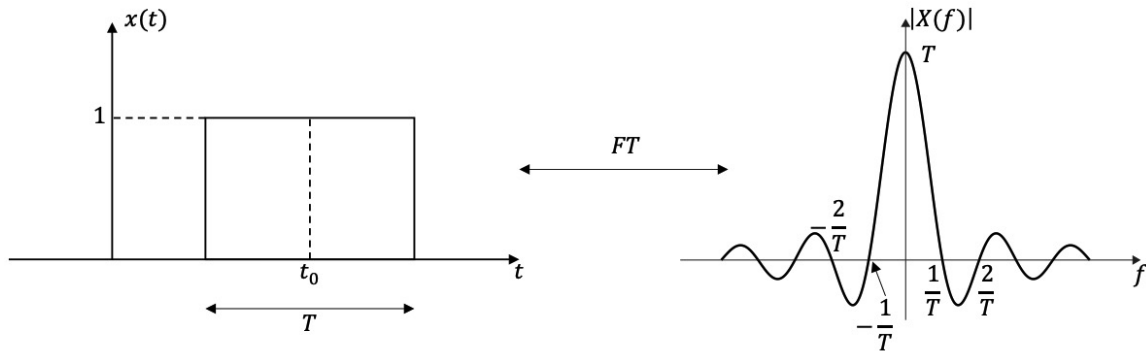 x(t)
1
t₀
t
T
FT
|X(f)|
T
-2/T
-1/T
1/T
2/T
f